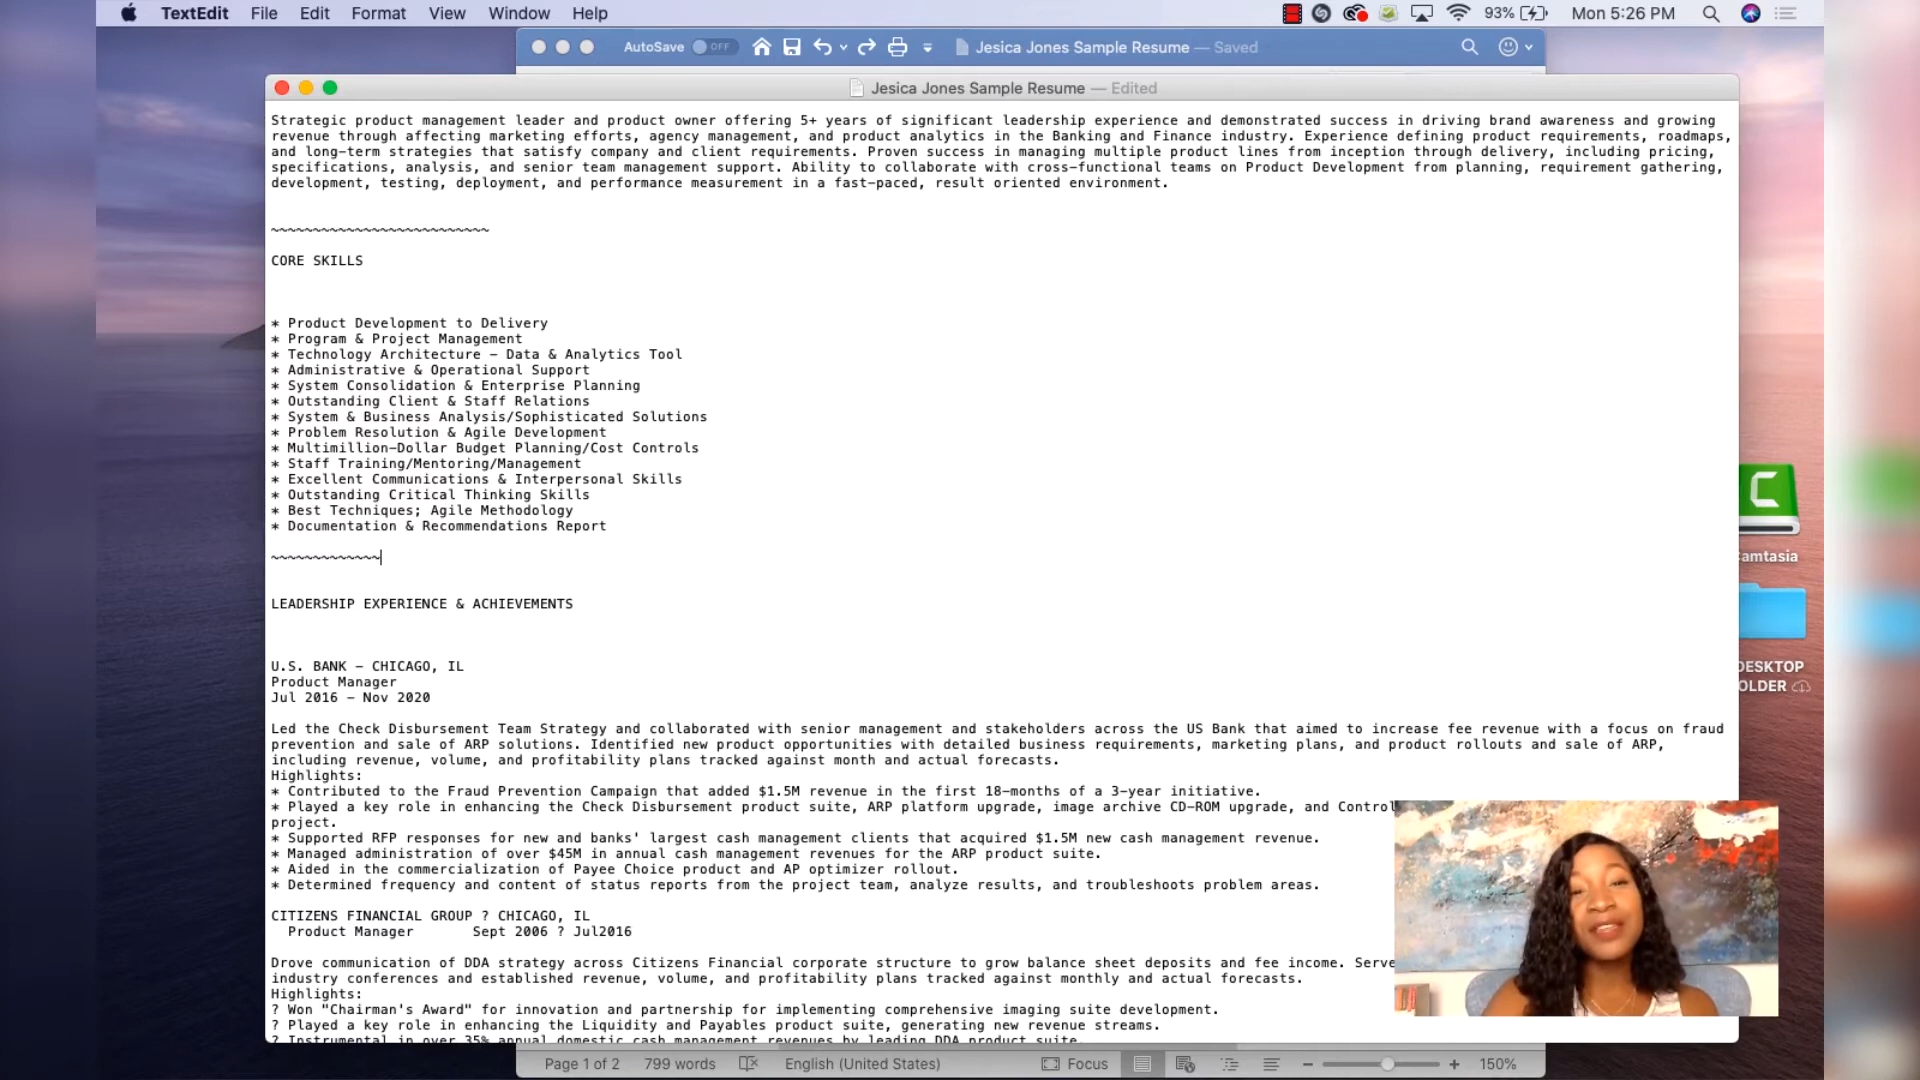 TextEdit File Edit Format View Window Help 93% Mon 5:26 PM
AutoSave OFF Jesica Jones Sample Resume — Saved
Jesica Jones Sample Resume — Edited
Strategic product management leader and product owner offering 5+ years of significant leadership experience and demonstrated success in driving brand awareness and growing
revenue through affecting marketing efforts, agency management, and product analytics in the Banking and Finance industry. Experience defining product requirements, roadmaps,
and long-term strategies that satisfy company and client requirements. Proven success in managing multiple product lines from inception through delivery, including pricing,
specifications, analysis, and senior team management support. Ability to collaborate with cross-functional teams on Product Development from planning, requirement gathering,
development, testing, deployment, and performance measurement in a fast-paced, result oriented environment.
~~~~~~~~~~~~~~~~~~~~~~~~~~
CORE SKILLS
* Product Development to Delivery
* Program & Project Management
* Technology Architecture – Data & Analytics Tool
* Administrative & Operational Support
* System Consolidation & Enterprise Planning
* Outstanding Client & Staff Relations
* System & Business Analysis/Sophisticated Solutions
* Problem Resolution & Agile Development
* Multimillion-Dollar Budget Planning/Cost Controls
* Staff Training/Mentoring/Management
* Excellent Communications & Interpersonal Skills
* Outstanding Critical Thinking Skills
* Best Techniques; Agile Methodology
* Documentation & Recommendations Report
~~~~~~~~~~~~~
LEADERSHIP EXPERIENCE & ACHIEVEMENTS
U.S. BANK – CHICAGO, IL
Product Manager
Jul 2016 – Nov 2020
Led the Check Disbursement Team Strategy and collaborated with senior management and stakeholders across the US Bank that aimed to increase fee revenue with a focus on fraud
prevention and sale of ARP solutions. Identified new product opportunities with detailed business requirements, marketing plans, and product rollouts and sale of ARP,
including revenue, volume, and profitability plans tracked against month and actual forecasts.
Highlights:
* Contributed to the Fraud Prevention Campaign that added $1.5M revenue in the first 18-months of a 3-year initiative.
* Played a key role in enhancing the Check Disbursement product suite, ARP platform upgrade, image archive CD-ROM upgrade, and Control
project.
* Supported RFP responses for new and banks' largest cash management clients that acquired $1.5M new cash management revenue.
* Managed administration of over $45M in annual cash management revenues for the ARP product suite.
* Aided in the commercialization of Payee Choice product and AP optimizer rollout.
* Determined frequency and content of status reports from the project team, analyze results, and troubleshoots problem areas.
CITIZENS FINANCIAL GROUP ? CHICAGO, IL
Product Manager Sept 2006 ? Jul2016
Drove communication of DDA strategy across Citizens Financial corporate structure to grow balance sheet deposits and fee income. Serve
industry conferences and established revenue, volume, and profitability plans tracked against monthly and actual forecasts.
Highlights:
? Won "Chairman's Award" for innovation and partnership for implementing comprehensive imaging suite development.
? Played a key role in enhancing the Liquidity and Payables product suite, generating new revenue streams.
? Instrumental in over 35% annual domestic cash management revenues by leading DDA product suite.
amtasia
DESKTOP
OLDER
Page 1 of 2 799 words English (United States) Focus 150%